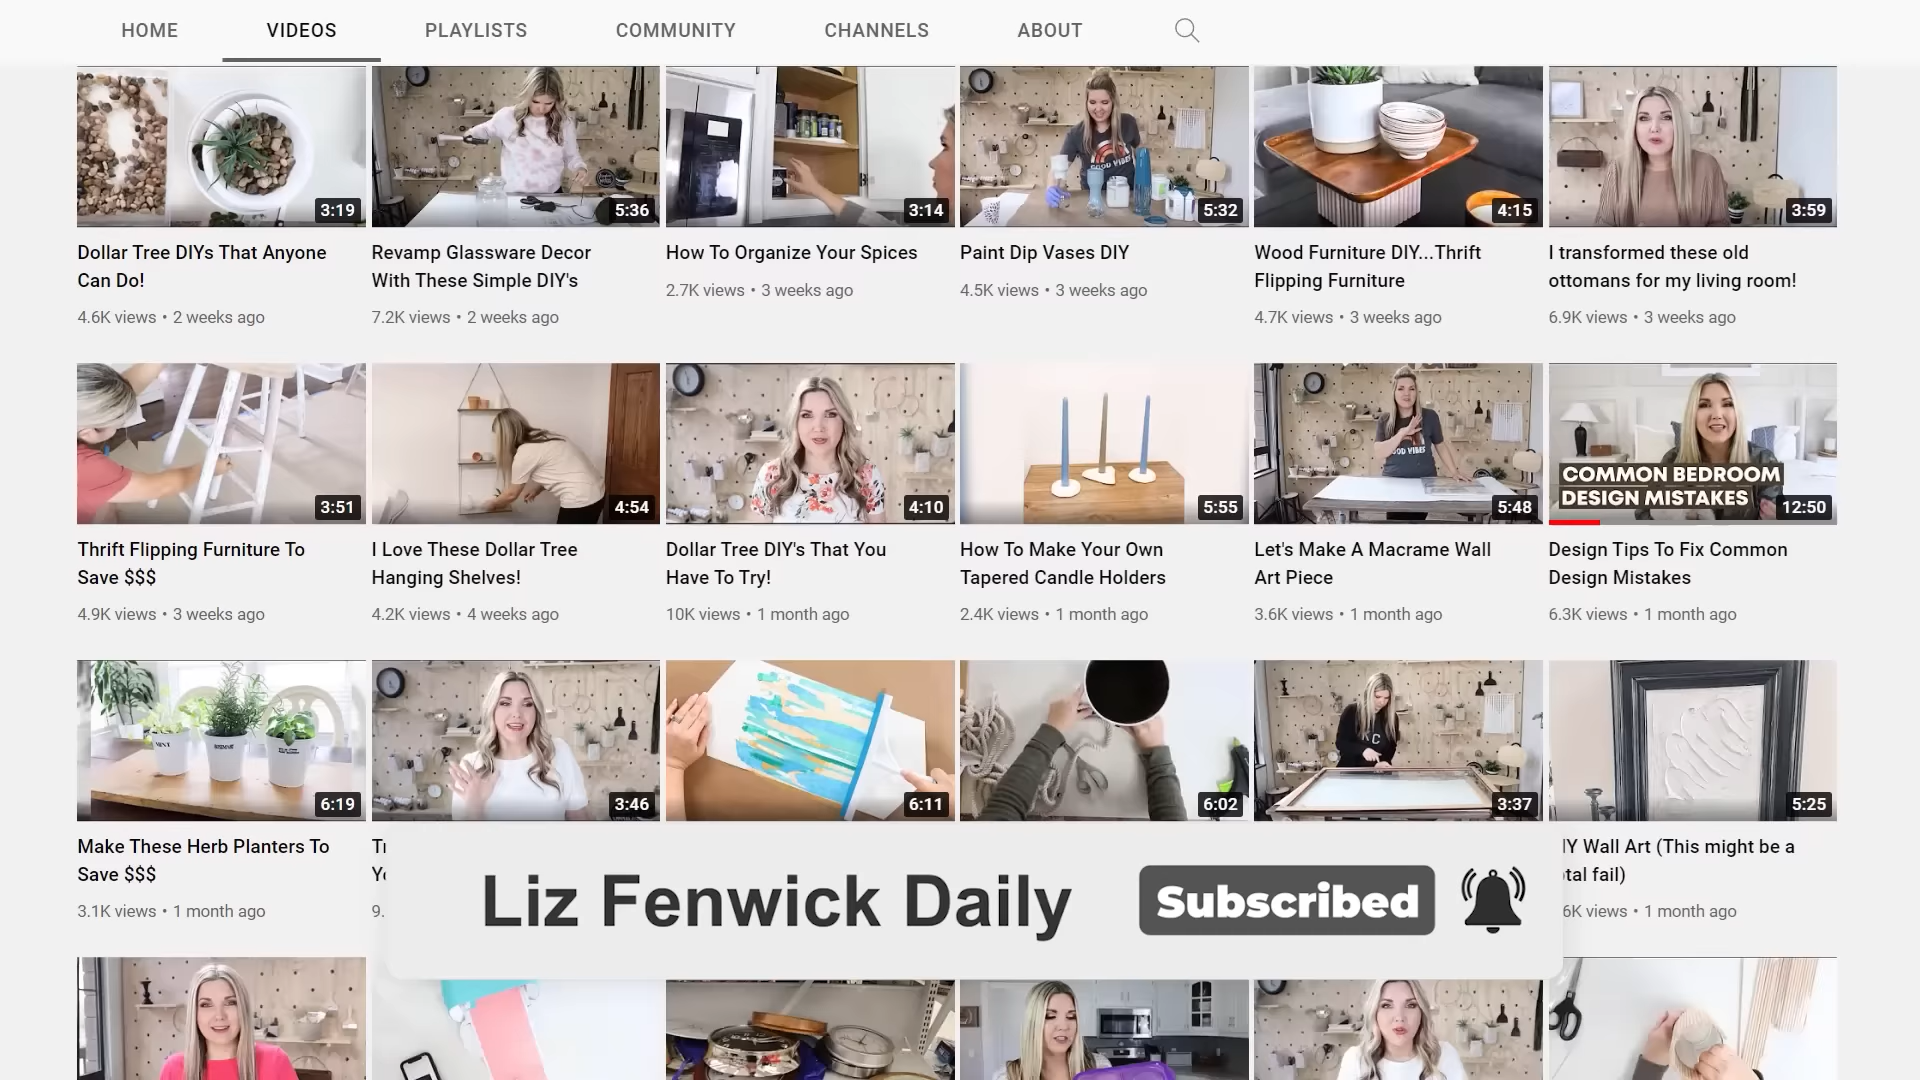 HOME VIDEOS PLAYLISTS COMMUNITY CHANNELS ABOUT
3:19 5:36 3:14 5:32 4:15 3:59
Dollar Tree DIYs That Anyone
Can Do!
4.6K views • 2 weeks ago
Revamp Glassware Decor
With These Simple DIY's
7.2K views • 2 weeks ago
How To Organize Your Spices
2.7K views • 3 weeks ago
GOOD VIBES
Paint Dip Vases DIY
4.5K views • 3 weeks ago
Wood Furniture DIY...Thrift
Flipping Furniture
4.7K views • 3 weeks ago
I transformed these old
ottomans for my living room!
6.9K views • 3 weeks ago
COMMON BEDROOM
DESIGN MISTAKES
3:51 4:54 4:10 5:55 5:48 12:50
Thrift Flipping Furniture To
Save $$$
4.9K views • 3 weeks ago
I Love These Dollar Tree
Hanging Shelves!
4.2K views • 4 weeks ago
Dollar Tree DIY's That You
Have To Try!
10K views • 1 month ago
How To Make Your Own
Tapered Candle Holders
2.4K views • 1 month ago
Let's Make A Macrame Wall
Art Piece
3.6K views • 1 month ago
Design Tips To Fix Common
Design Mistakes
6.3K views • 1 month ago
MINT
6:19 3:46 6:11 6:02 3:37 5:25
Make These Herb Planters To
Save $$$
3.1K views • 1 month ago
Wall Art (This might be a
fail)
views • 1 month ago
Liz Fenwick Daily
Subscribed